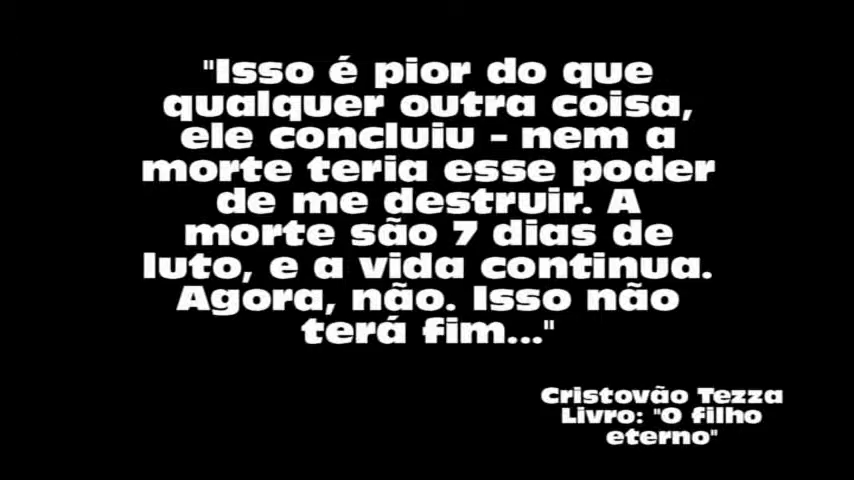 "Isso é pior do que
qualquer outra coisa,
ele concluiu - nem a
morte teria esse poder
de me destruir. A
morte são 7 dias de
luto, e a vida continua.
Agora, não. Isso não
terá fim..."
Cristovão Tezza
Livro: "O filho
eterno"